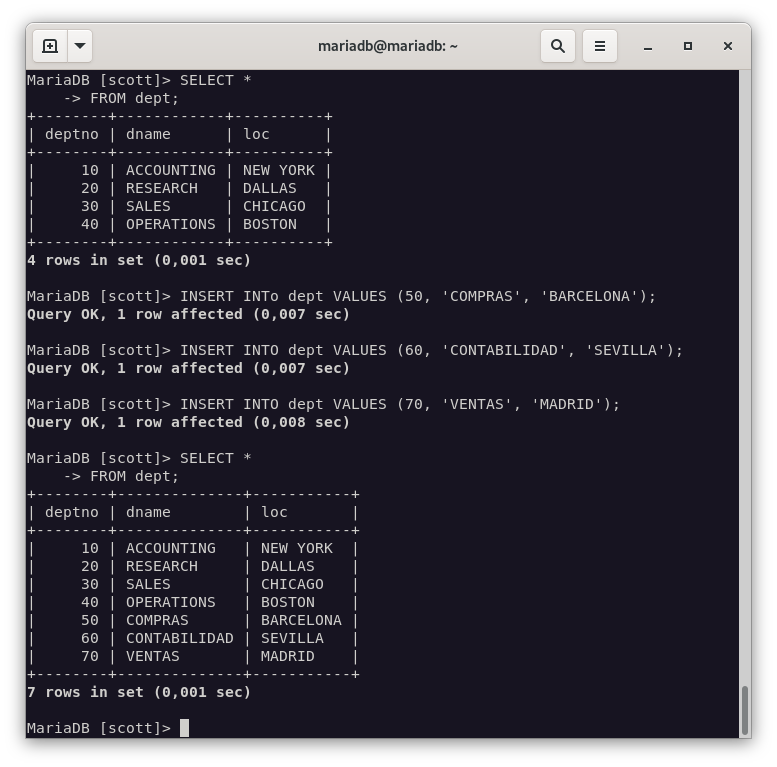 mariadb@mariadb: ~
MariaDB [scott]> SELECT *
    -> FROM dept;
+--------+------------+----------+
| deptno | dname      | loc      |
+--------+------------+----------+
|     10 | ACCOUNTING | NEW YORK |
|     20 | RESEARCH   | DALLAS   |
|     30 | SALES      | CHICAGO  |
|     40 | OPERATIONS | BOSTON   |
+--------+------------+----------+
4 rows in set (0,001 sec)

MariaDB [scott]> INSERT INTo dept VALUES (50, 'COMPRAS', 'BARCELONA');
Query OK, 1 row affected (0,007 sec)

MariaDB [scott]> INSERT INTO dept VALUES (60, 'CONTABILIDAD', 'SEVILLA');
Query OK, 1 row affected (0,007 sec)

MariaDB [scott]> INSERT INTO dept VALUES (70, 'VENTAS', 'MADRID');
Query OK, 1 row affected (0,008 sec)

MariaDB [scott]> SELECT *
    -> FROM dept;
+--------+--------------+-----------+
| deptno | dname        | loc       |
+--------+--------------+-----------+
|     10 | ACCOUNTING   | NEW YORK  |
|     20 | RESEARCH     | DALLAS    |
|     30 | SALES        | CHICAGO   |
|     40 | OPERATIONS   | BOSTON    |
|     50 | COMPRAS      | BARCELONA |
|     60 | CONTABILIDAD | SEVILLA   |
|     70 | VENTAS       | MADRID    |
+--------+--------------+-----------+
7 rows in set (0,001 sec)

MariaDB [scott]>